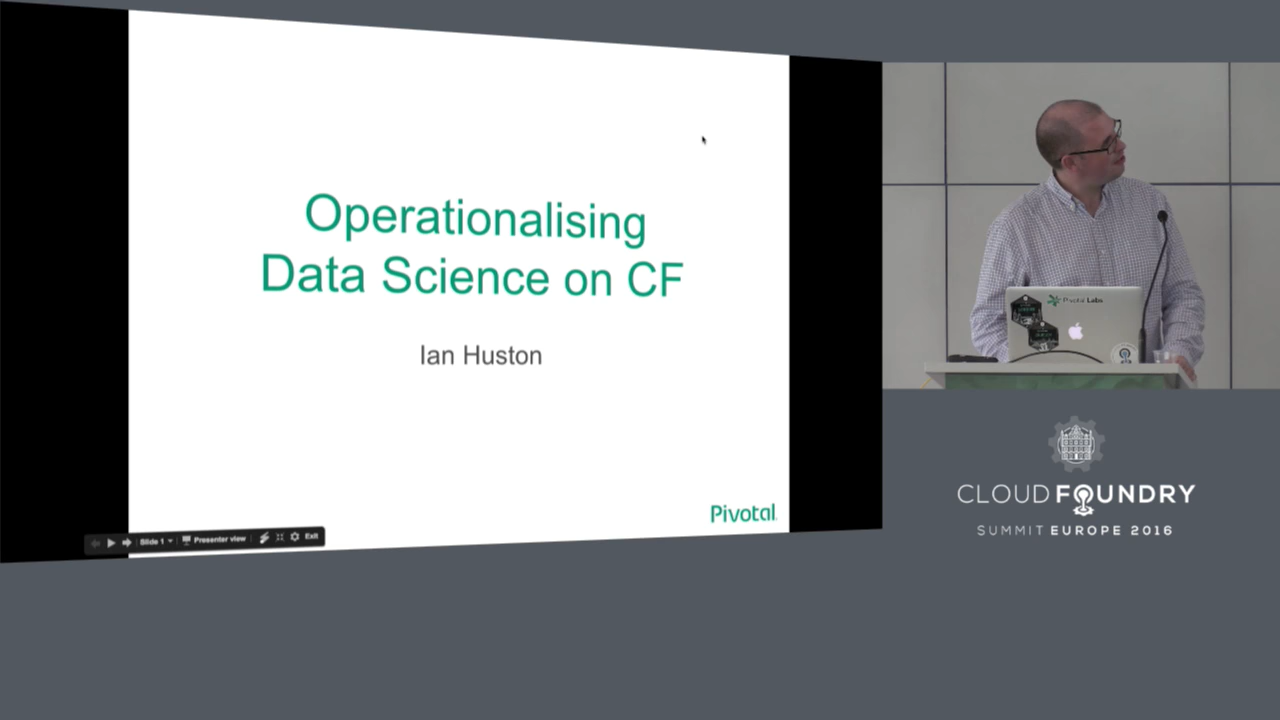 Operationalising
Data Science on CF
Ian Huston
Pivotal
Slide 1
Presenter view
Exit
Pivotal Labs
CLOUD FOUNDRY
SUMMIT EUROPE 2016